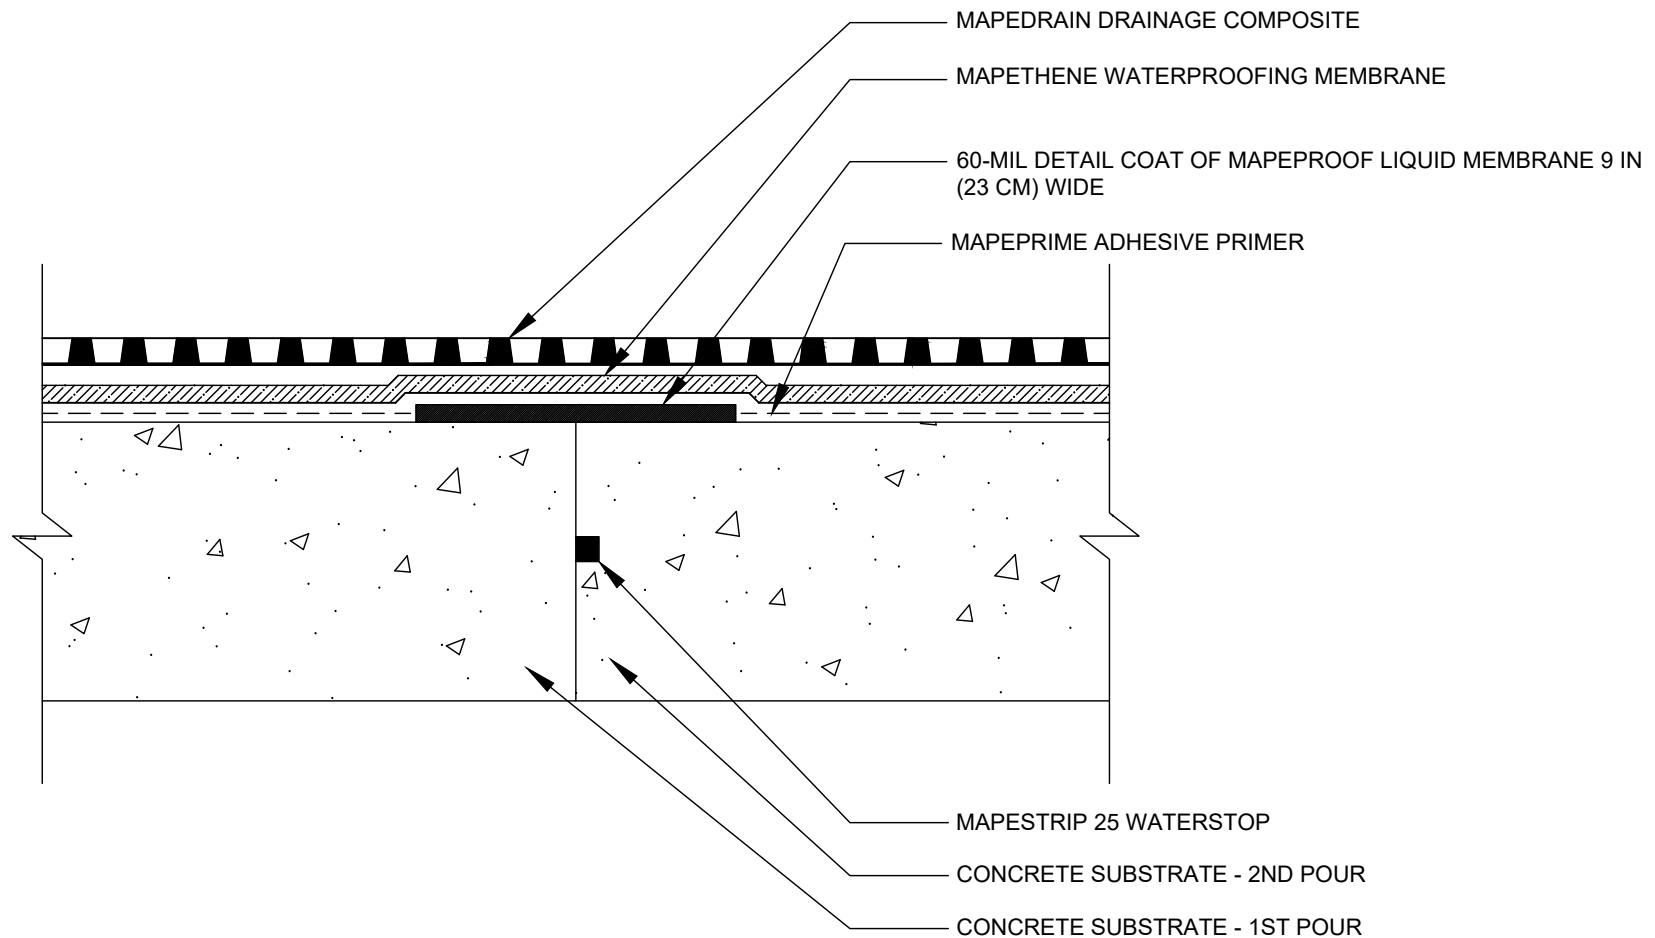 MAPEDRAIN DRAINAGE COMPOSITE
MAPETHENE WATERPROOFING MEMBRANE
60-MIL DETAIL COAT OF MAPEPROOF LIQUID MEMBRANE 9 IN
(23 CM) WIDE
MAPEPRIME ADHESIVE PRIMER
MAPESTRIP 25 WATERSTOP
CONCRETE SUBSTRATE - 2ND POUR
CONCRETE SUBSTRATE - 1ST POUR